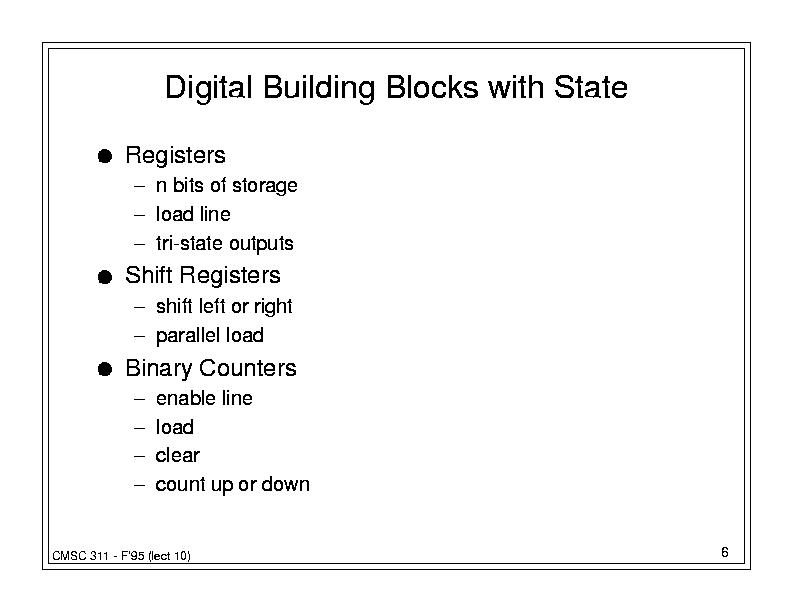 Digital Building Blocks with State
● Registers
– n bits of storage
– load line
– tri-state outputs
● Shift Registers
– shift left or right
– parallel load
● Binary Counters
– enable line
– load
– clear
– count up or down
CMSC 311 - F'95 (lect 10)
6